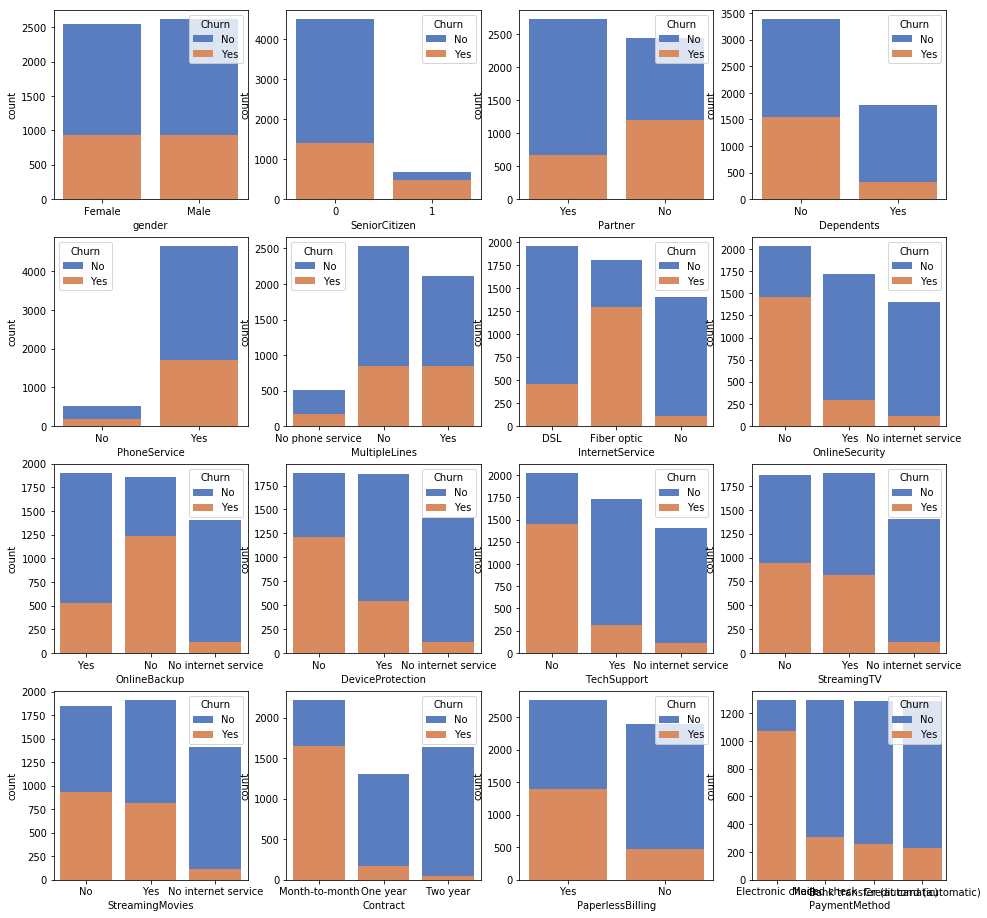 2500
2000
1500
1000
500
0
count
Churn
No
Yes
Female Male
gender
4000
3000
2000
1000
0
Churn
No
Yes
0 1
SeniorCitizen
2500
2000
1500
1000
500
0
count
Churn
No
Yes
Yes No
Partner
3500
3000
2500
2000
1500
1000
500
0
count
Churn
No
Yes
No Yes
Dependents
4000
3000
2000
1000
0
count
Churn
No
Yes
No Yes
PhoneService
2500
2000
1500
1000
500
0
count
Churn
No
Yes
No phone service No Yes
MultipleLines
2000
1750
1500
1250
1000
750
500
250
0
count
Churn
No
Yes
DSL Fiber optic No
InternetService
2000
1750
1500
1250
1000
750
500
250
0
count
Churn
No
Yes
No Yes No internet service
OnlineSecurity
2000
1750
1500
1250
1000
750
500
250
0
count
Churn
No
Yes
Yes No No internet service
OnlineBackup
1750
1500
1250
1000
750
500
250
0
count
Churn
No
Yes
No Yes No internet service
DeviceProtection
2000
1750
1500
1250
1000
750
500
250
0
count
Churn
No
Yes
No Yes No internet service
TechSupport
1750
1500
1250
1000
750
500
250
0
count
Churn
No
Yes
No Yes No internet service
StreamingTV
2000
1750
1500
1250
1000
750
500
250
0
count
Churn
No
Yes
No Yes No internet service
StreamingMovies
2000
1500
1000
500
0
count
Churn
No
Yes
Month-to-month One year Two year
Contract
2500
2000
1500
1000
500
0
count
Churn
No
Yes
Yes No
PaperlessBilling
1200
1000
800
600
400
200
0
count
Churn
No
Yes
Electronic check Mailed check Bank transfer (automatic) Credit card (automatic)
PaymentMethod